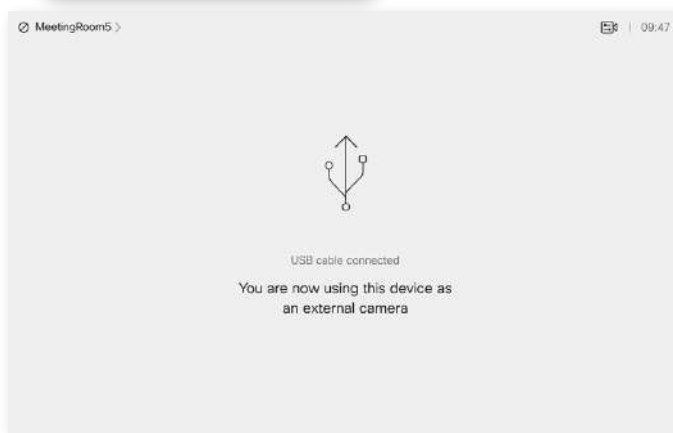 MeetingRoom5
09:47
USB cable connected
You are now using this device as
an external camera